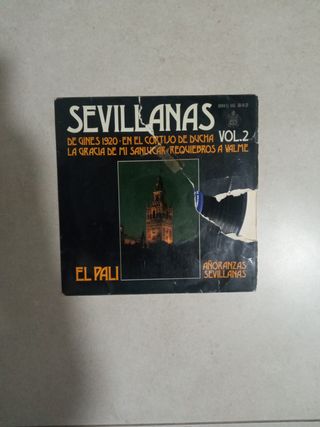 SEVILLANAS
VOL.2
DE GINES 1920·EN EL CORTIJO DE DUCHA
LA GRACIA DE MI SANLUCAR·REQUIEBROS A VALME
EL PALI
AÑORANZAS
SEVILLANAS